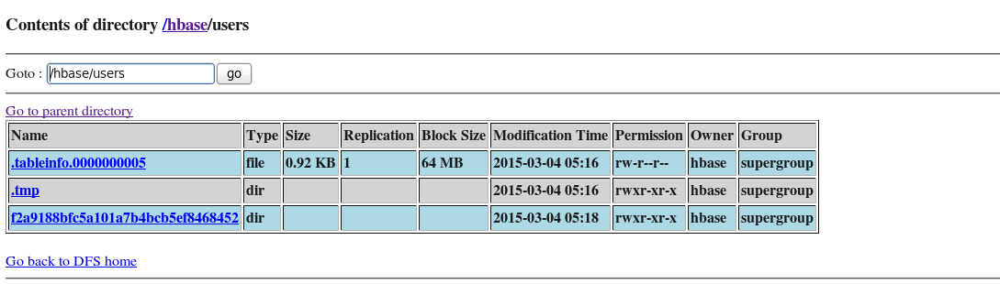 Contents of directory /hbase/users
Goto : /hbase/users go
Go to parent directory
Name Type Size Replication Block Size Modification Time Permission Owner Group
.tableinfo.0000000005 file 0.92 KB 1 64 MB 2015-03-04 05:16 rw-r--r-- hbase supergroup
.tmp dir 2015-03-04 05:16 rwxr-xr-x hbase supergroup
f2a9188bfc5a101a7b4bcb5ef8468452 dir 2015-03-04 05:18 rwxr-xr-x hbase supergroup
Go back to DFS home